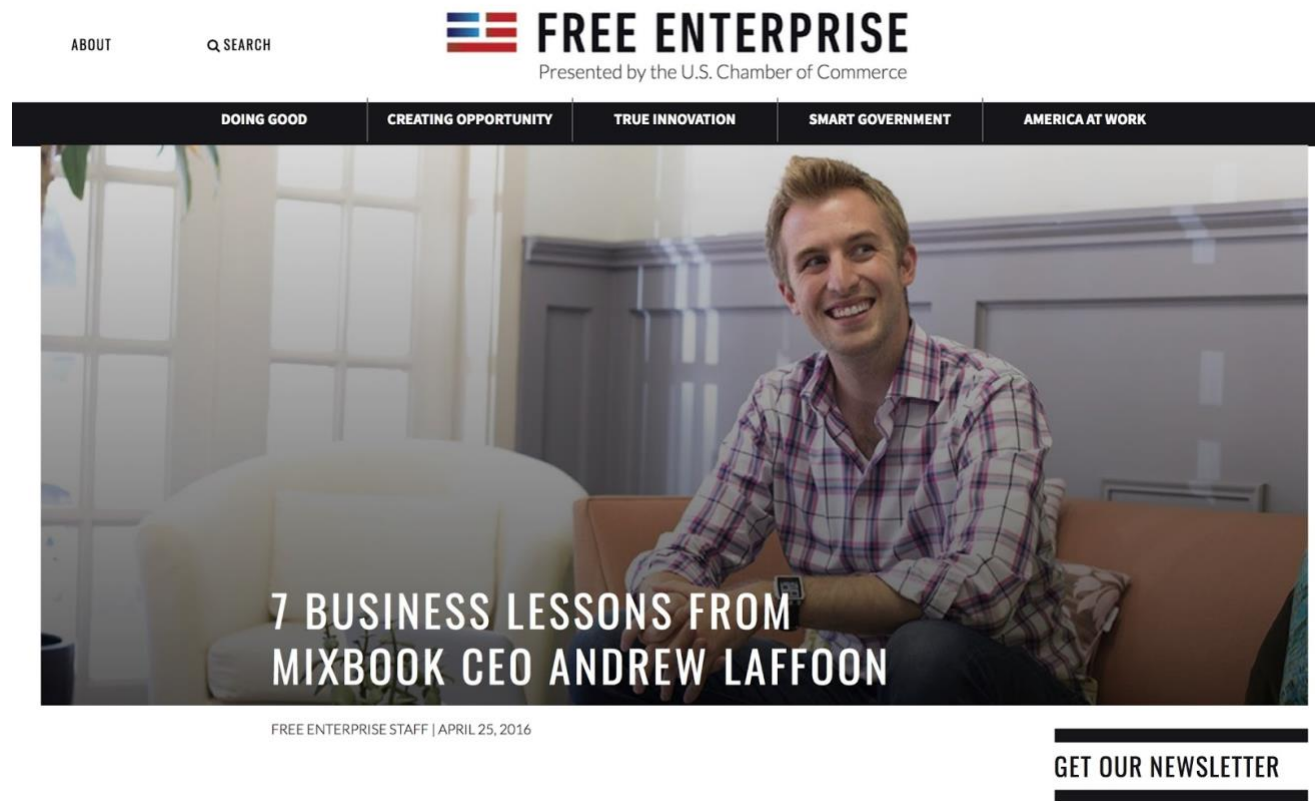 ABOUT
SEARCH
FREE ENTERPRISE
Presented by the U.S. Chamber of Commerce
DOING GOOD
CREATING OPPORTUNITY
TRUE INNOVATION
SMART GOVERNMENT
AMERICA AT WORK
7 BUSINESS LESSONS FROM
MIXBOOK CEO ANDREW LAFFOON
FREE ENTERPRISE STAFF | APRIL 25, 2016
GET OUR NEWSLETTER